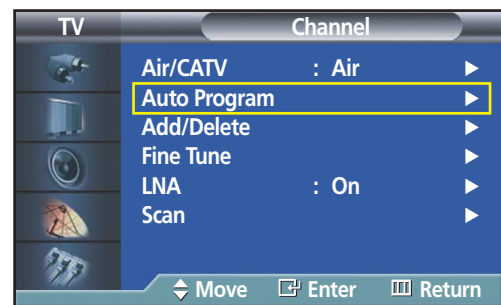 TV Channel
Air/CATV : Air ▶
Auto Program ▶
Add/Delete ▶
Fine Tune ▶
LNA : On ▶
Scan ▶
Move Enter Return